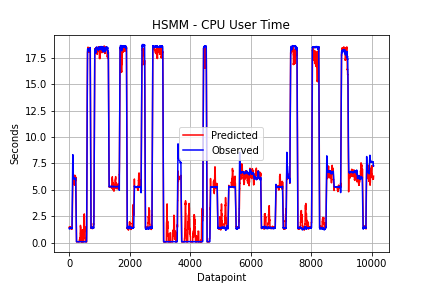 HSMM - CPU User Time
17.5
15.0
12.5
10.0
7.5
5.0
2.5
0.0
Seconds
Predicted
Observed
0 2000 4000 6000 8000 10000
Datapoint